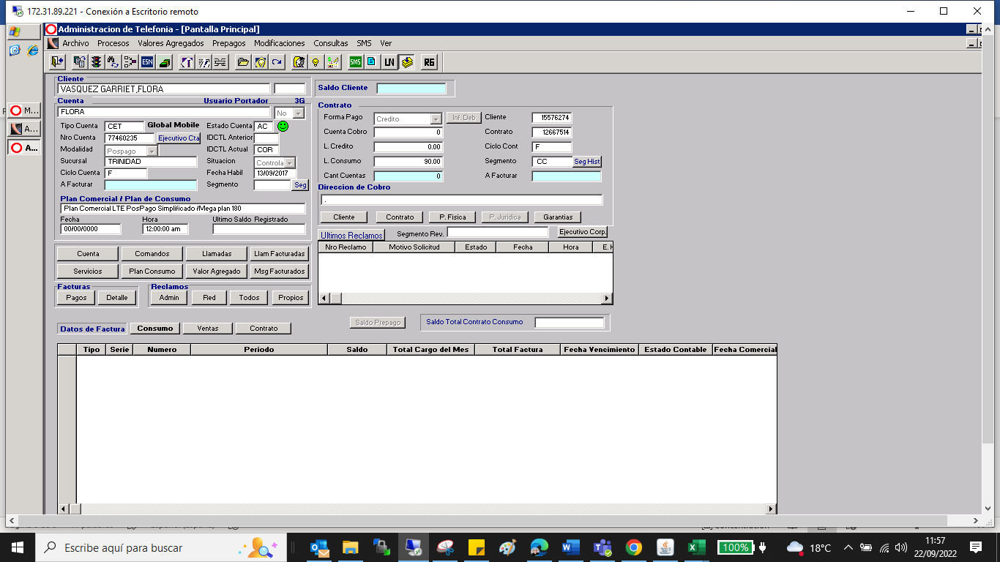 172.31.89.221 - Conexión a Escritorio remoto
Administracion de Telefonia - [Pantalla Principal]
Archivo Procesos Valores Agregados Prepagos Modificaciones Consultas SMS Ver
ESN SMS LN R6
M...
A...
A...
Cliente
VASQUEZ GARRIET,FLORA
Saldo Cliente
Cuenta Usuario Portador 3G
FLORA No
Tipo Cuenta CET Global Mobile Estado Cuenta AC
Nro Cuenta 77460235 Ejecutivo Cta IDCTL Anterior
Modalidad Pospago IDCTL Actual COR
Sucursal TRINIDAD Situacion Controla
Ciclo Cuenta F Fecha Habil 13/09/2017
A Facturar Segmento Seg
Plan Comercial / Plan de Consumo
Plan Comercial LTE PosPago Simplificado /Mega plan 180
Fecha Hora Ultimo Saldo Registrado
00/00/0000 12:00:00 am
Contrato
Forma Pago Credito Inf. Deb. Cliente 15576274
Cuenta Cobro 0 Contrato 12667514
L. Credito 0.00 Ciclo Cont F
L. Consumo 90.00 Segmento CC Seg Hist
Cant Cuentas 0 A Facturar
Direccion de Cobro
.
Cliente Contrato P. Fisica P. Juridica Garantias
Ultimos Reclamos Segmento Rev. Ejecutivo Corp.
Nro Reclamo Motivo Solicitud Estado Fecha Hora
Cuenta Comandos Llamadas Llam Facturadas
Servicios Plan Consumo Valor Agregado Msg Facturados
Facturas Reclamos
Pagos Detalle Admin Red Todos Propios
Saldo Prepago Saldo Total Contrato Consumo
Datos de Factura Consumo Ventas Contrato
Tipo Serie Numero Periodo Saldo Total Cargo del Mes Total Factura Fecha Vencimiento Estado Contable Fecha Comercial
Escribe aquí para buscar
100% 18°C 11:57
22/09/2022